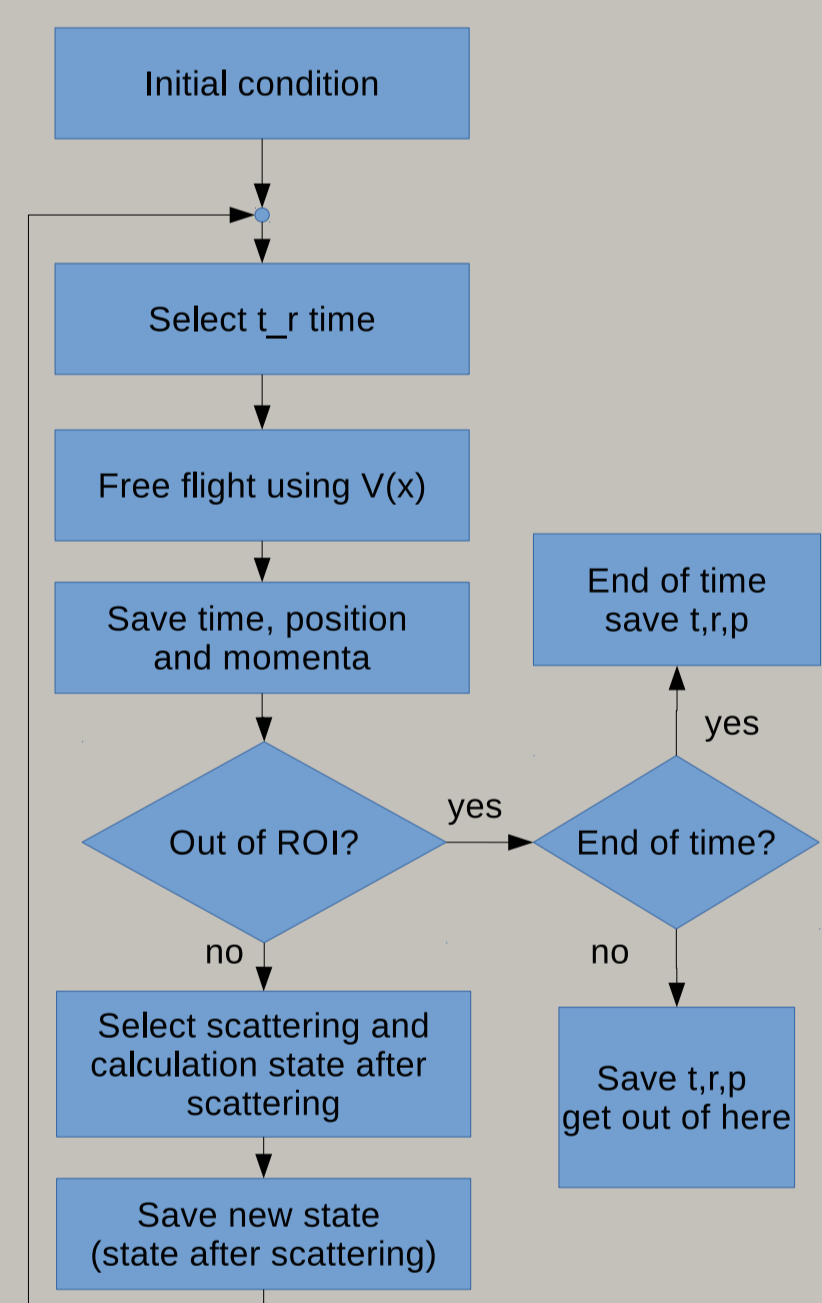 Initial condition
Select t_r time
Free flight using V(x)
Save time, position
and momenta
End of time
save t,r,p
yes
Out of ROI?
yes
End of time?
no
no
Select scattering and
calculation state after
scattering
Save t,r,p
get out of here
Save new state
(state after scattering)